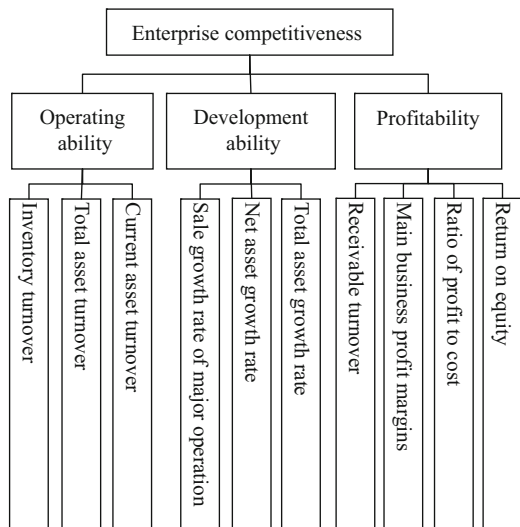 Enterprise competitiveness
Operating
ability
Development
ability
Profitability
Inventory turnover
Total asset turnover
Current asset turnover
Sale growth rate of major operation
Net asset growth rate
Total asset growth rate
Receivable turnover
Main business profit margins
Ratio of profit to cost
Return on equity